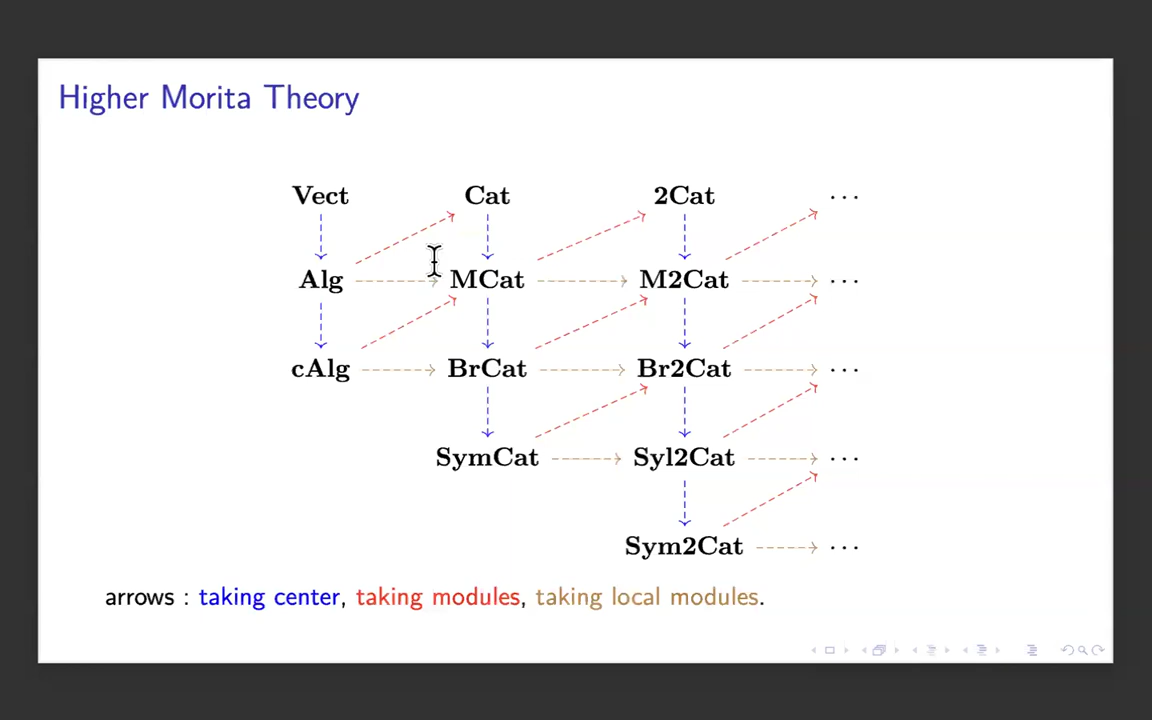 Higher Morita Theory
Vect Cat 2Cat ···
Alg MCat M2Cat ···
cAlg BrCat Br2Cat ···
SymCat Syl2Cat ···
Sym2Cat ···
arrows : taking center, taking modules, taking local modules.